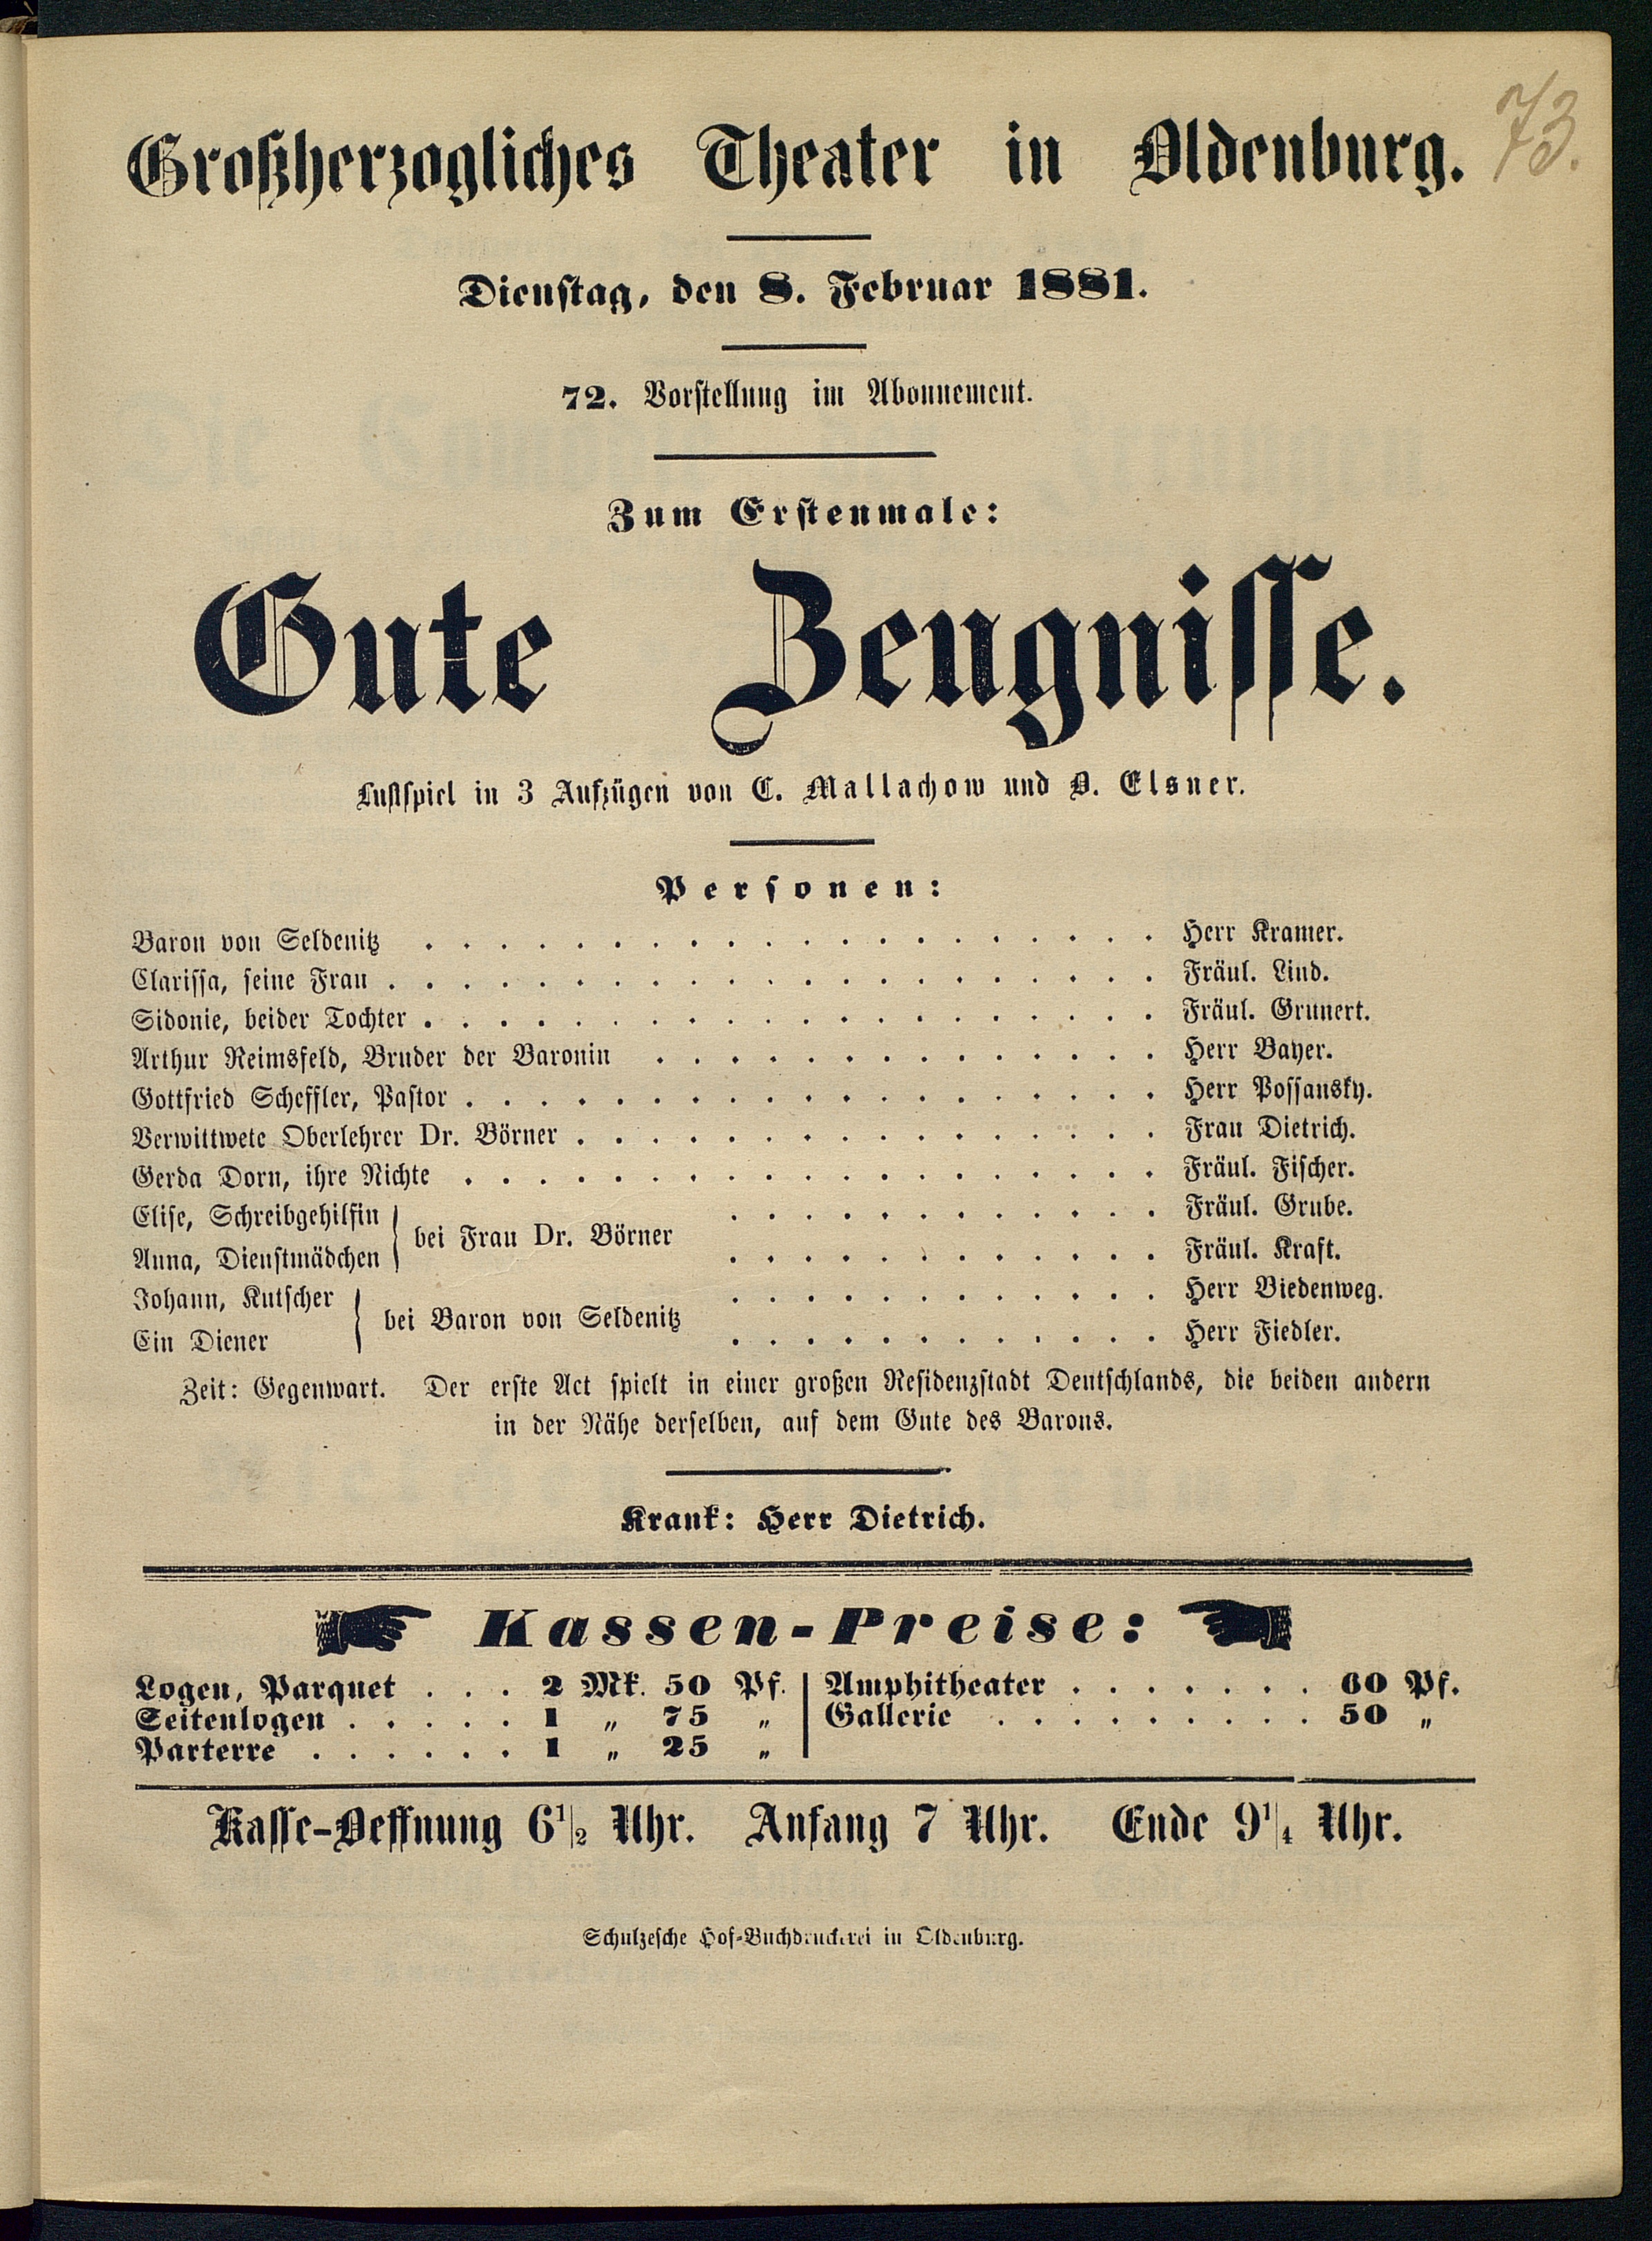 73.
Großherzogliches Theater in Oldenburg.
Dienstag, den 8. Februar 1881.
72. Vorstellung im Abonnement.
Zum Erstenmale:
Gute Zeugnisse.
Lustspiel in 3 Aufzügen von C. Mallachow und O. Elsner.
Personen:
Baron von Seldenitz . . . . . . . . . . . . . . . . . . . . Herr Kramer.
Clarissa, seine Frau . . . . . . . . . . . . . . . . . . . . . Fräul. Lind.
Sidonie, beider Tochter . . . . . . . . . . . . . . . . . . . . Fräul. Grunert.
Arthur Reimsfeld, Bruder der Baronin . . . . . . . . . . . . . . Herr Bayer.
Gottfried Scheffler, Pastor . . . . . . . . . . . . . . . . . . . Herr Possansky.
Verwittwete Oberlehrer Dr. Börner . . . . . . . . . . . . . . . . Frau Dietrich.
Gerda Dorn, ihre Nichte . . . . . . . . . . . . . . . . . . . Fräul. Fischer.
Elise, Schreibgehilfin . . . . . . . . . . . . Fräul. Grube.
bei Frau Dr. Börner
Anna, Dienstmädchen . . . . . . . . . . . . Fräul. Kraft.
Johann, Kutscher . . . . . . . . . . . . Herr Biedenweg.
bei Baron von Seldenitz
Ein Diener . . . . . . . . . . . . Herr Fiedler.
Zeit: Gegenwart. Der erste Act spielt in einer großen Residenzstadt Deutschlands, die beiden andern
in der Nähe derselben, auf dem Gute des Barons.
Krank: Herr Dietrich.
Kassen-Preise:
Logen, Parquet . . . 2 Mk. 50 Pf. | Amphitheater . . . . . . . 60 Pf.
Seitenlogen . . . . . 1 „ 75 „ | Gallerie . . . . . . . . . 50 „
Parterre . . . . . . 1 „ 25 „
Kasse-Oeffnung 6 1/2 Uhr. Anfang 7 Uhr. Ende 9 1/4 Uhr.
Schulzesche Hof-Buchdruckerei in Oldenburg.